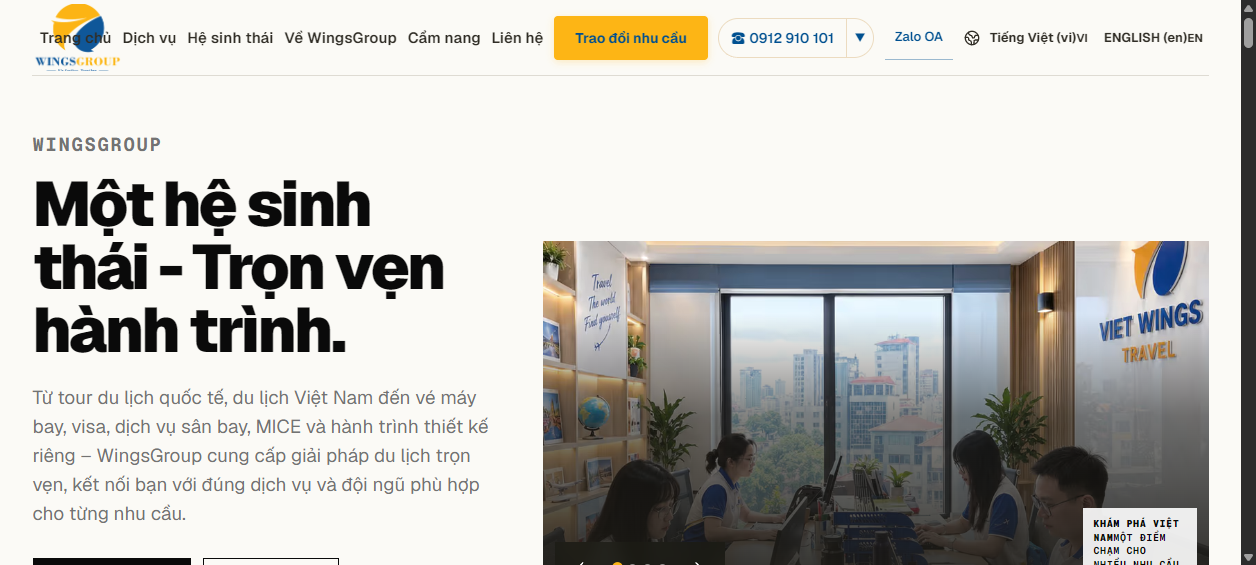 Trang chủ Dịch vụ Hệ sinh thái Về WingsGroup Cẩm nang Liên hệ Trao đổi nhu cầu ☎ 0912 910 101 ▼ Zalo OA Tiếng Việt (vi)VI ENGLISH (en)EN
WINGSGROUP
WINGSGROUP
Một hệ sinh
thái - Trọn vẹn
hành trình.
Từ tour du lịch quốc tế, du lịch Việt Nam đến vé máy
bay, visa, dịch vụ sân bay, MICE và hành trình thiết kế
riêng – WingsGroup cung cấp giải pháp du lịch trọn
vẹn, kết nối bạn với đúng dịch vụ và đội ngũ phù hợp
cho từng nhu cầu.
Travel
The world
Find yourself
VIET WINGS
TRAVEL
KHÁM PHÁ VIỆT
NAMMỘT ĐIỂM
CHẠM CHO
NHIỀU NHU CẦU